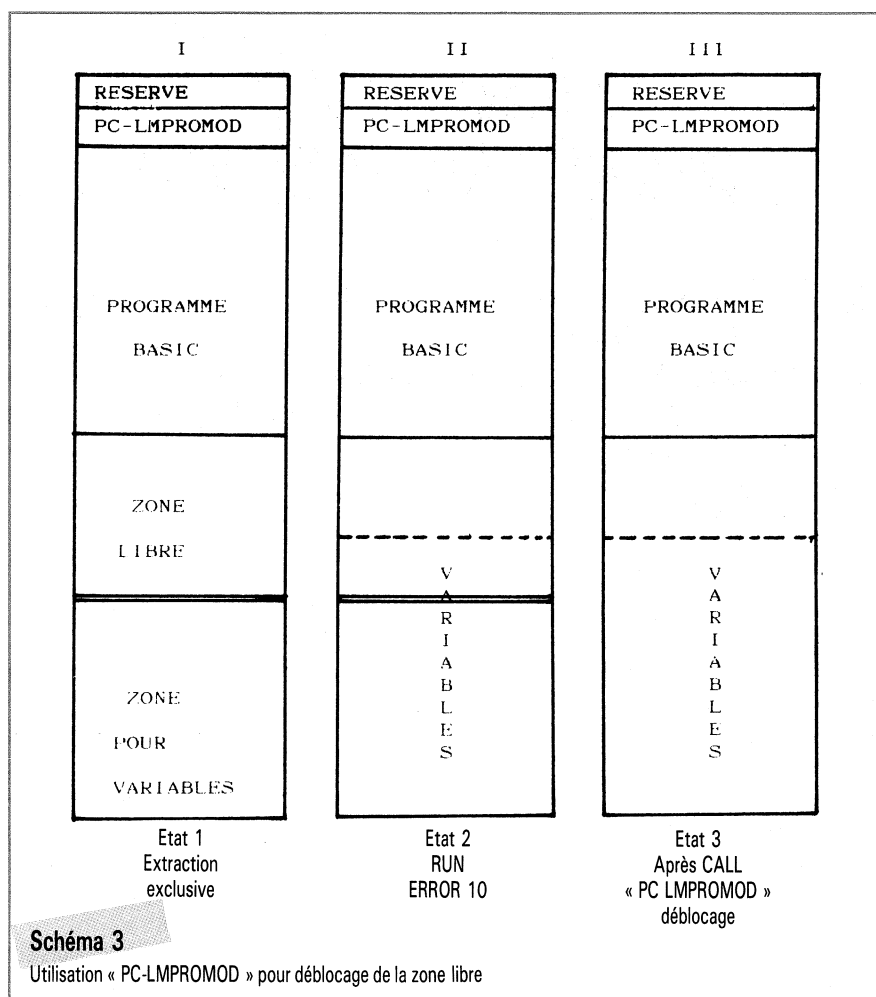 I
RESERVE
PC-LMPROMOD
PROGRAMME
BASIC
ZONE
LIBRE
ZONE
POUR
VARIABLES
Etat 1
Extraction
exclusive
II
RESERVE
PC-LMPROMOD
PROGRAMME
BASIC
V
A
R
I
A
B
L
E
S
Etat 2
RUN
ERROR 10
III
RESERVE
PC-LMPROMOD
PROGRAMME
BASIC
V
A
R
I
A
B
L
E
S
Etat 3
Après CALL
« PC LMPROMOD »
déblocage
Schéma 3
Utilisation « PC-LMPROMOD » pour déblocage de la zone libre